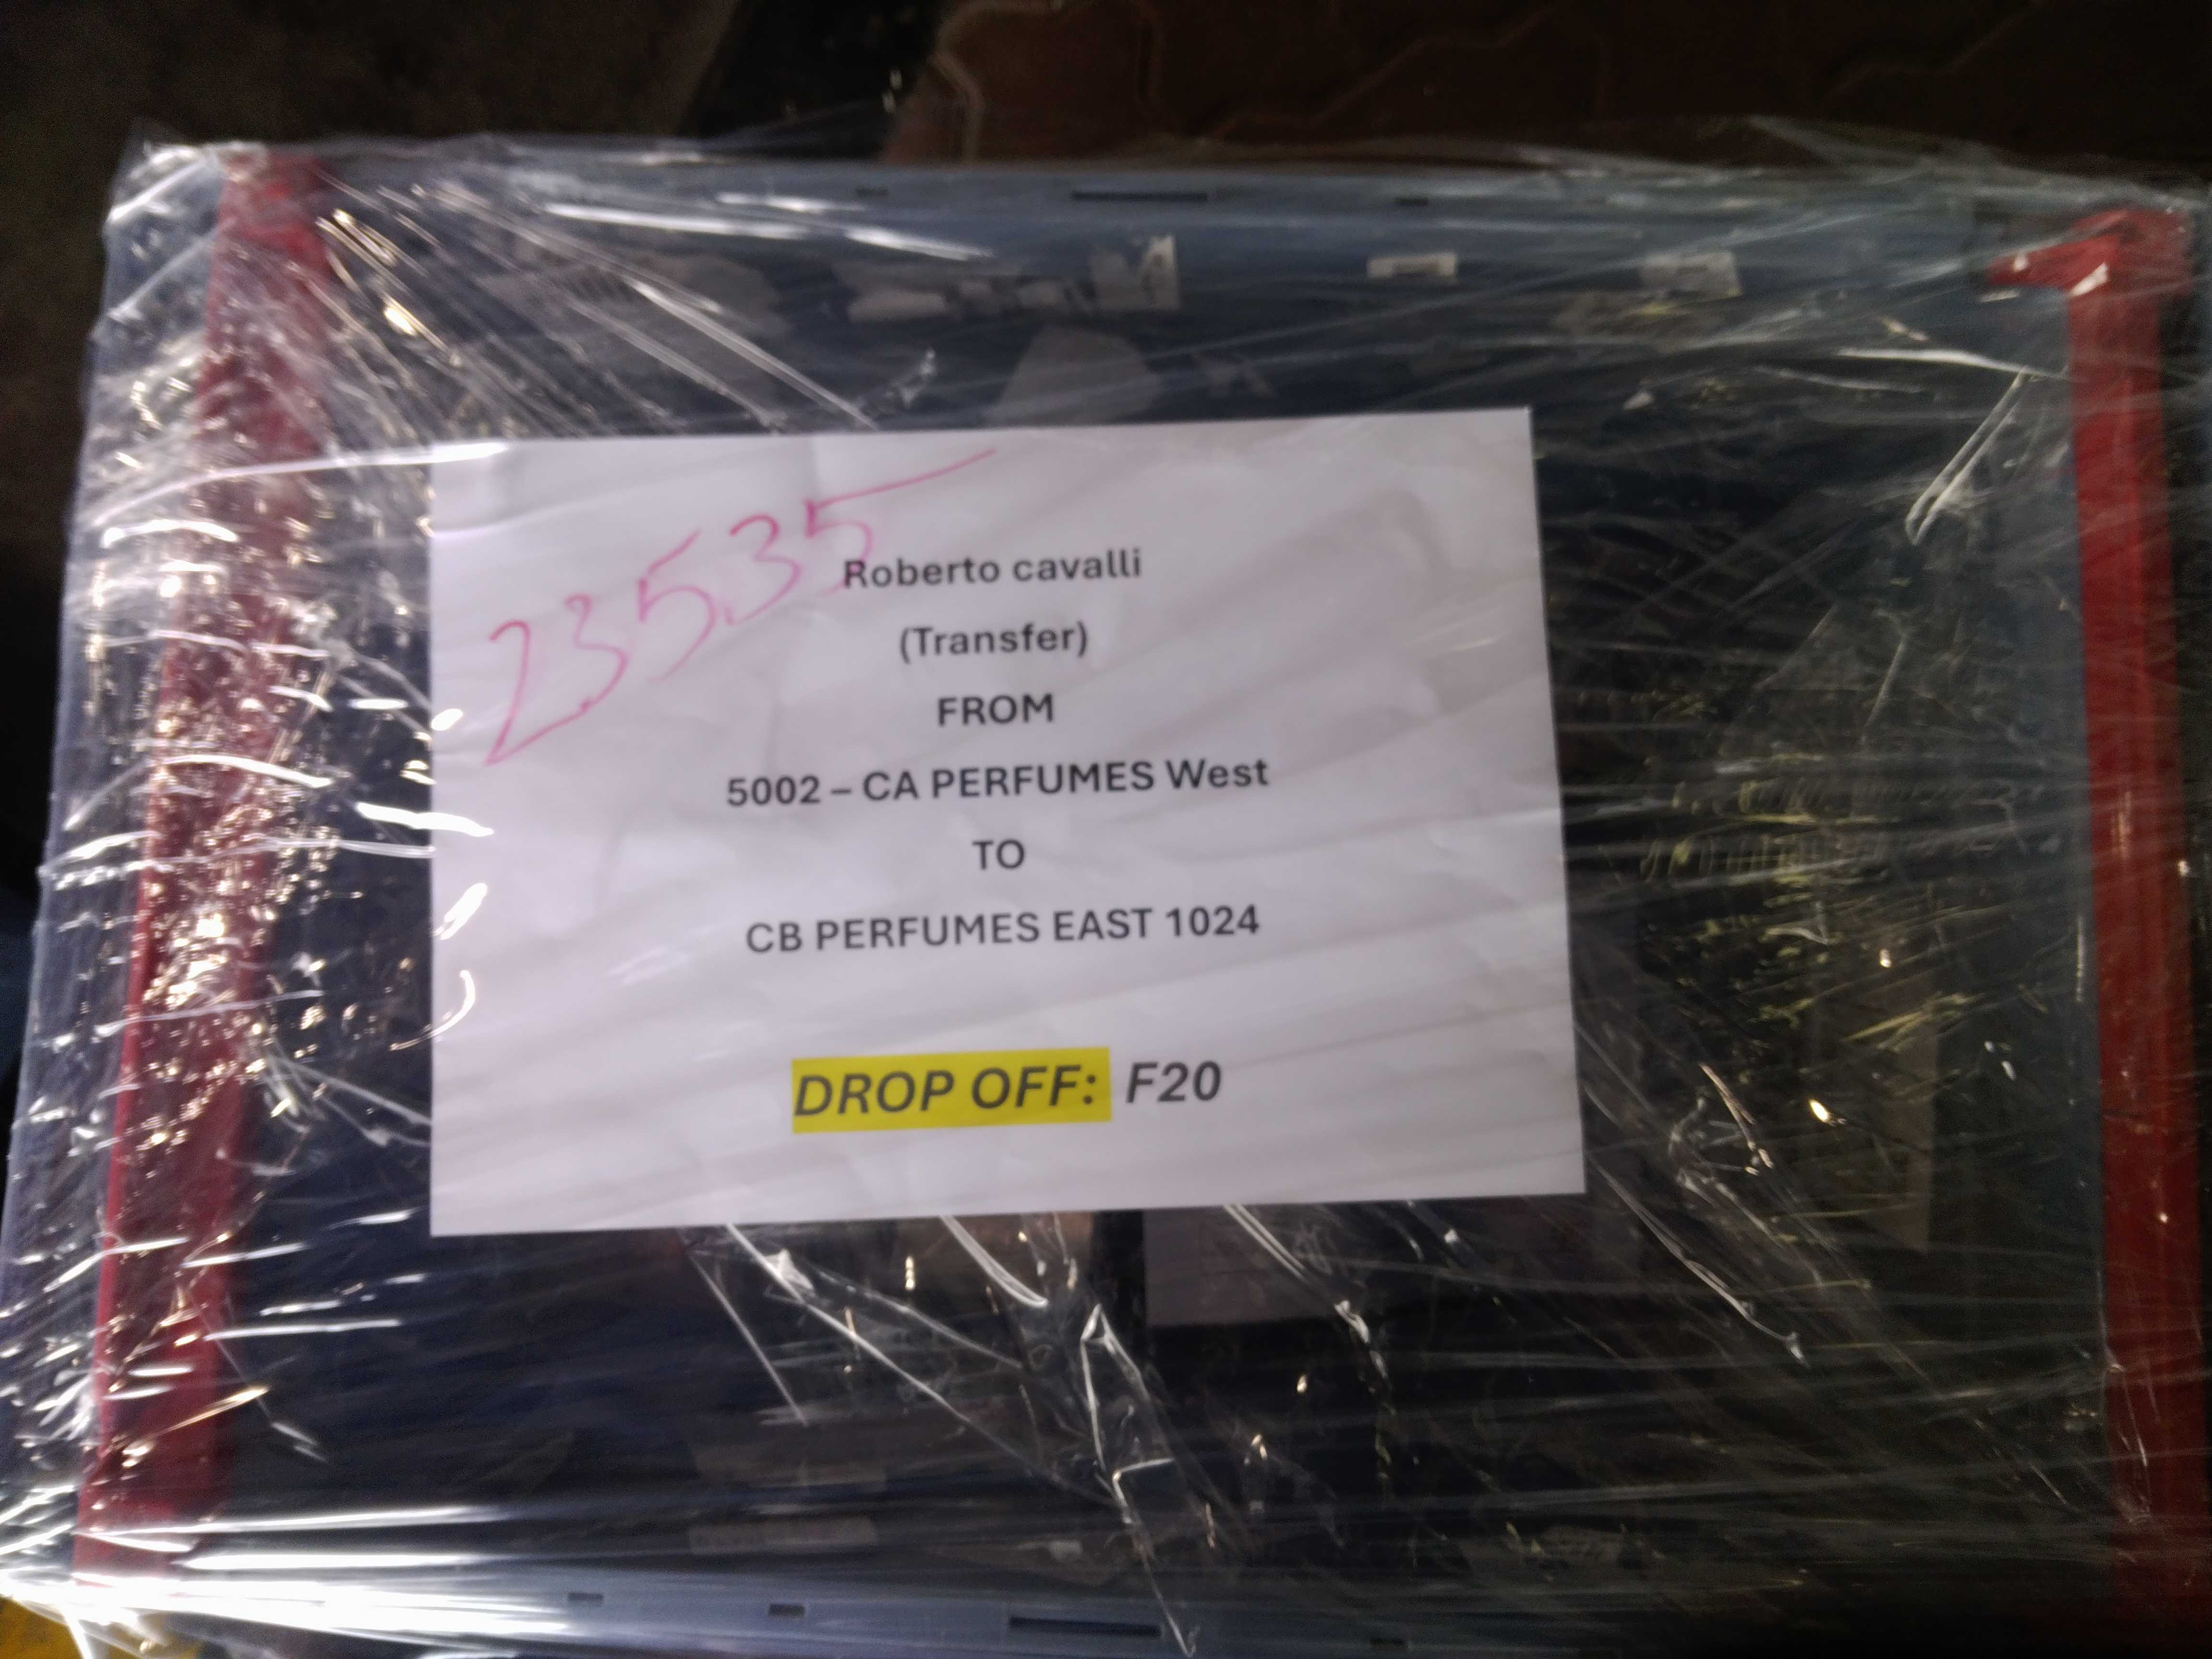 23535
Roberto cavalli
(Transfer)
FROM
5002 – CA PERFUMES West
TO
CB PERFUMES EAST 1024
DROP OFF: F20